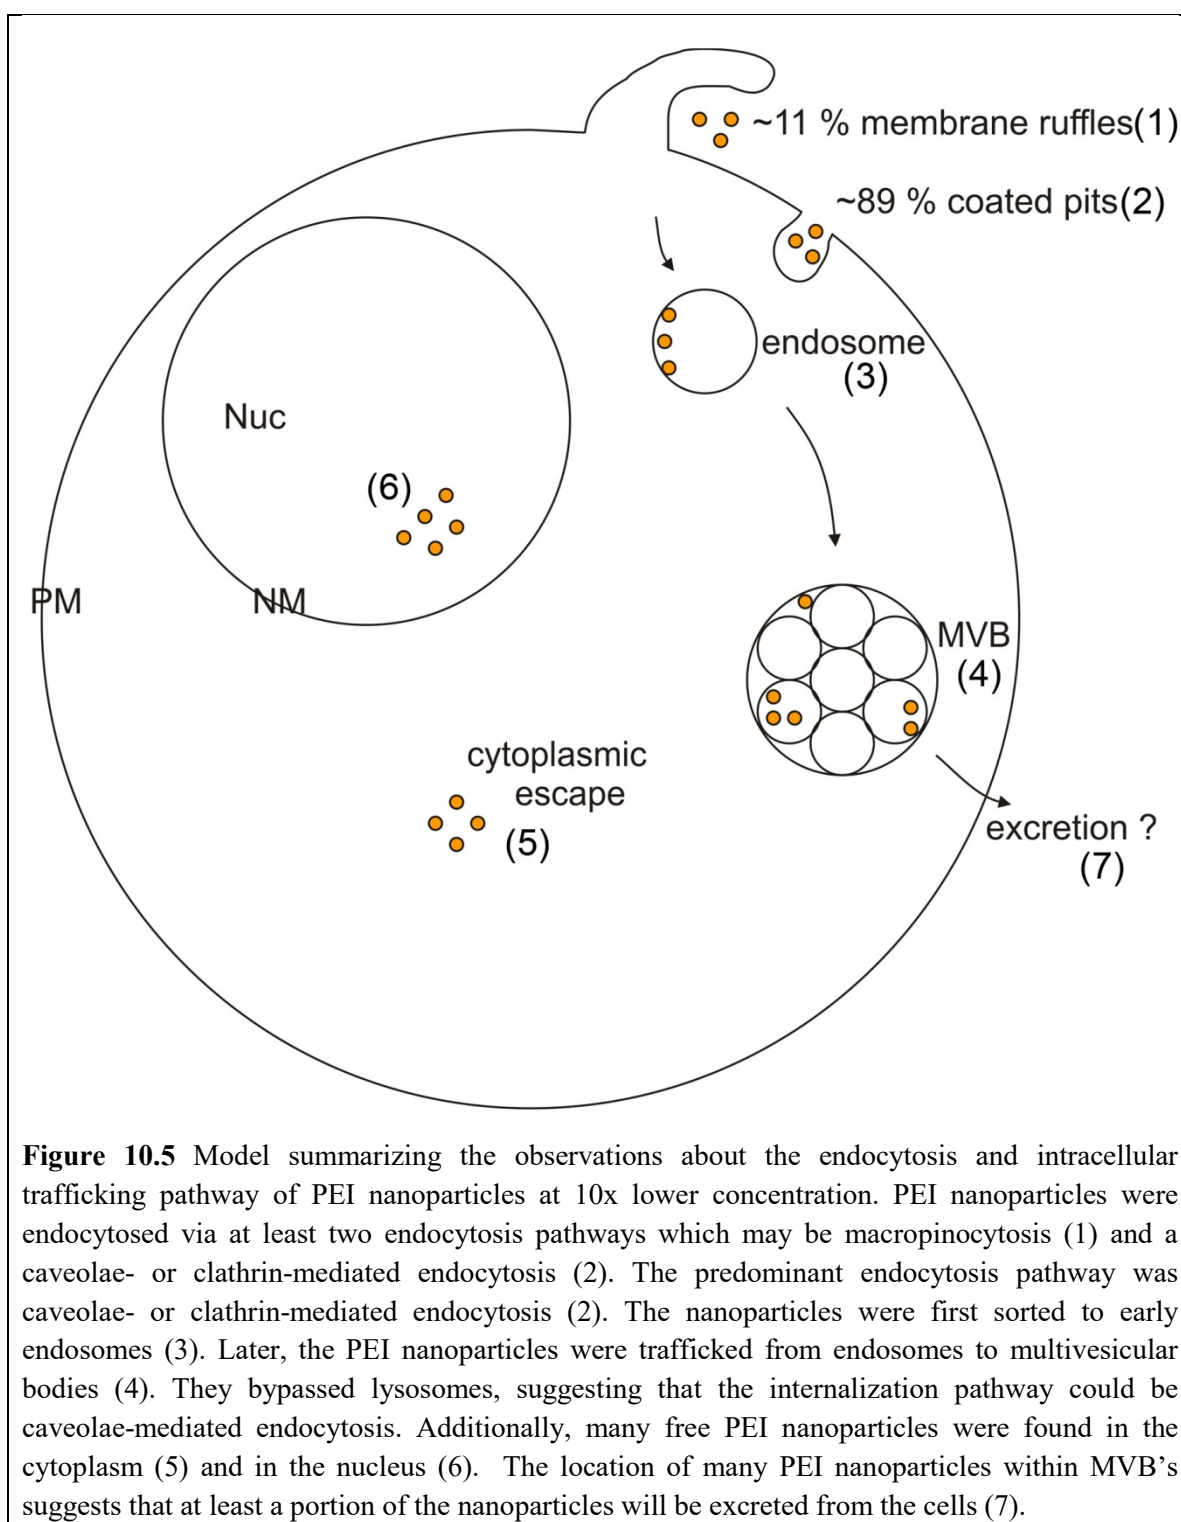 ~11 % membrane ruffles(1)
~89 % coated pits(2)
endosome
(3)
Nuc
(6)
PM
NM
MVB
(4)
cytoplasmic
escape
(5)
excretion ?
(7)
Figure 10.5 Model summarizing the observations about the endocytosis and intracellular
trafficking pathway of PEI nanoparticles at 10x lower concentration. PEI nanoparticles were
endocytosed via at least two endocytosis pathways which may be macropinocytosis (1) and a
caveolae- or clathrin-mediated endocytosis (2). The predominant endocytosis pathway was
caveolae- or clathrin-mediated endocytosis (2). The nanoparticles were first sorted to early
endosomes (3). Later, the PEI nanoparticles were trafficked from endosomes to multivesicular
bodies (4). They bypassed lysosomes, suggesting that the internalization pathway could be
caveolae-mediated endocytosis. Additionally, many free PEI nanoparticles were found in the
cytoplasm (5) and in the nucleus (6). The location of many PEI nanoparticles within MVB’s
suggests that at least a portion of the nanoparticles will be excreted from the cells (7).